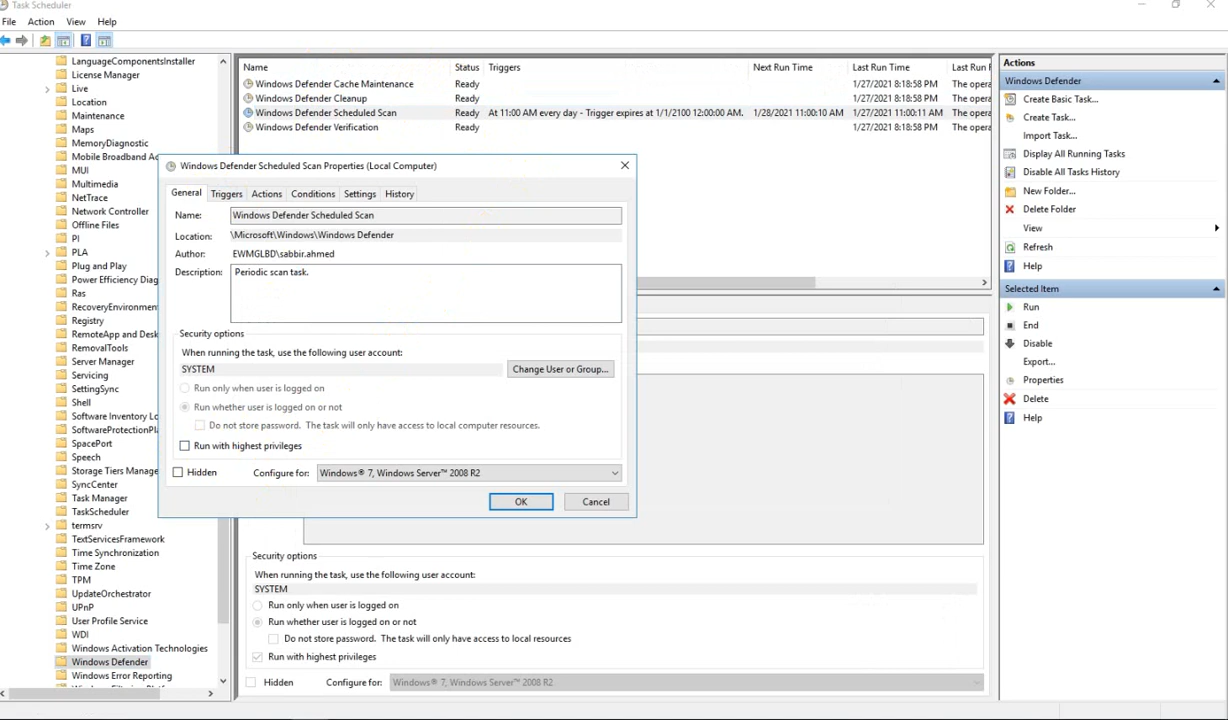 Task Scheduler
File Action View Help
LanguageComponentsInstaller
License Manager
Live
Location
Maintenance
Maps
MemoryDiagnostic
Mobile Broadband Ac
MUI
Multimedia
NetTrace
Network Controller
Offline Files
PI
PLA
Plug and Play
Power Efficiency Diag
Ras
RecoveryEnvironmen
Registry
RemoteApp and Desk
RemovalTools
Server Manager
Servicing
SettingSync
Shell
Software Inventory Lo
SoftwareProtectionPla
SpacePort
Speech
Storage Tiers Manage
SyncCenter
Task Manager
TaskScheduler
termsrv
TextServicesFramework
Time Synchronization
Time Zone
TPM
UpdateOrchestrator
UPnP
User Profile Service
WDI
Windows Activation Technologies
Windows Defender
Windows Error Reporting
Name Status Triggers Next Run Time Last Run Time Last Run R
Windows Defender Cache Maintenance Ready 1/27/2021 8:18:58 PM The opera
Windows Defender Cleanup Ready 1/27/2021 8:18:58 PM The opera
Windows Defender Scheduled Scan Ready At 11:00 AM every day - Trigger expires at 1/1/2100 12:00:00 AM. 1/28/2021 11:00:10 AM 1/27/2021 11:00:11 AM The opera
Windows Defender Verification Ready 1/27/2021 8:18:58 PM The opera
Windows Defender Scheduled Scan Properties (Local Computer)
General Triggers Actions Conditions Settings History
Name: Windows Defender Scheduled Scan
Location: \Microsoft\Windows\Windows Defender
Author: EWMGLBD\sabbir.ahmed
Description: Periodic scan task.
Security options
When running the task, use the following user account:
SYSTEM Change User or Group...
Run only when user is logged on
Run whether user is logged on or not
Do not store password. The task will only have access to local computer resources.
Run with highest privileges
Hidden Configure for: Windows® 7, Windows Server™ 2008 R2
OK Cancel
Security options
When running the task, use the following user account:
SYSTEM
Run only when user is logged on
Run whether user is logged on or not
Do not store password. The task will only have access to local resources
Run with highest privileges
Hidden Configure for: Windows® 7, Windows Server™ 2008 R2
Actions
Windows Defender
Create Basic Task...
Create Task...
Import Task...
Display All Running Tasks
Disable All Tasks History
New Folder...
Delete Folder
View
Refresh
Help
Selected Item
Run
End
Disable
Export...
Properties
Delete
Help